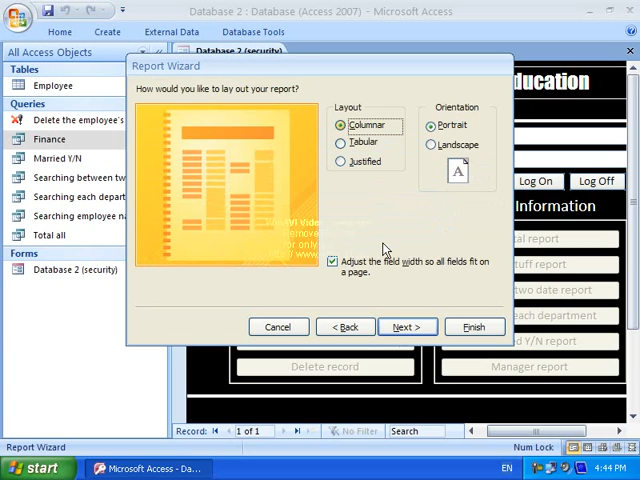 Database 2 : Database (Access 2007) - Microsoft Access
Home Create External Data Database Tools
All Access Objects
Database 2 (security)
Tables
Employee
Queries
Delete the employee's
Finance
Married Y/N
Searching between tw
Searching each depart
Searching employee na
Total all
Forms
Database 2 (security)
Report Wizard
How would you like to lay out your report?
Layout
Columnar
Tabular
Justified
Orientation
Portrait
Landscape
A
Adjust the field width so all fields fit on
a page.
Cancel
< Back
Next >
Finish
ducation
Log On Log Off
Information
tal report
tuff report
two date report
each department
ed Y/N report
Delete record Manager report
Record: 1 of 1 No Filter Search
Report Wizard Num Lock
start Microsoft Access - Da... EN 4:44 PM